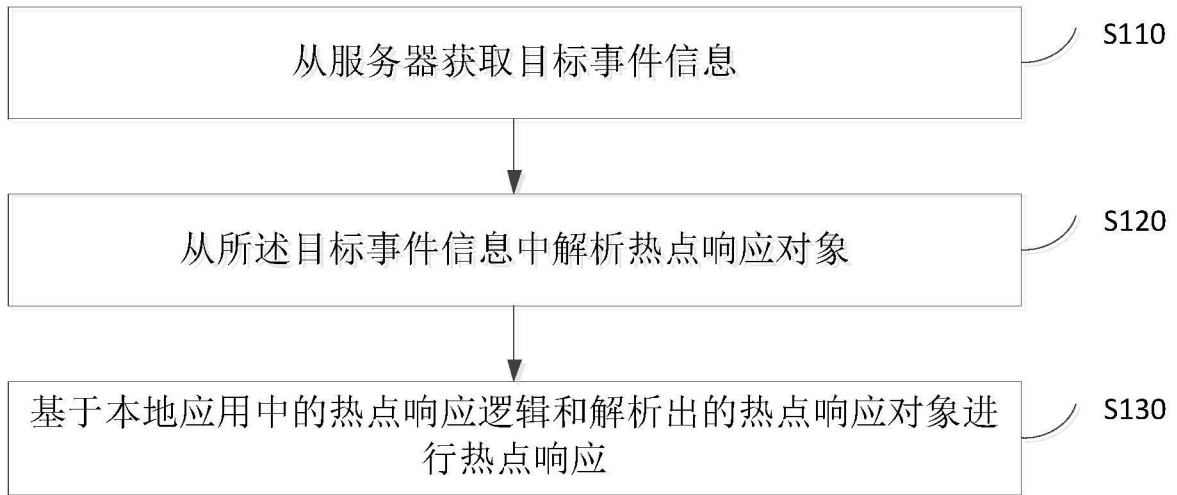 从服务器获取目标事件信息
S110
从所述目标事件信息中解析热点响应对象
S120
基于本地应用中的热点响应逻辑和解析出的热点响应对象进
行热点响应
S130